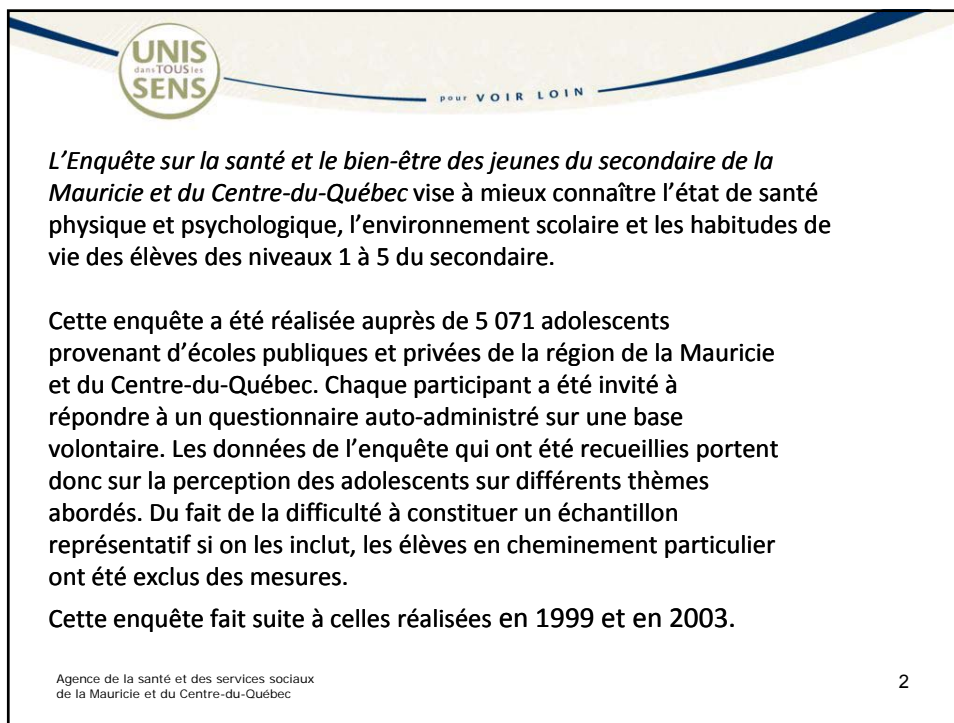 UNIS
dans TOUS les
SENS
pour VOIR LOIN
L’Enquête sur la santé et le bien-être des jeunes du secondaire de la
Mauricie et du Centre-du-Québec vise à mieux connaître l’état de santé
physique et psychologique, l’environnement scolaire et les habitudes de
vie des élèves des niveaux 1 à 5 du secondaire.
Cette enquête a été réalisée auprès de 5 071 adolescents
provenant d’écoles publiques et privées de la région de la Mauricie
et du Centre-du-Québec. Chaque participant a été invité à
répondre à un questionnaire auto-administré sur une base
volontaire. Les données de l’enquête qui ont été recueillies portent
donc sur la perception des adolescents sur différents thèmes
abordés. Du fait de la difficulté à constituer un échantillon
représentatif si on les inclut, les élèves en cheminement particulier
ont été exclus des mesures.
Cette enquête fait suite à celles réalisées en 1999 et en 2003.
Agence de la santé et des services sociaux
de la Mauricie et du Centre-du-Québec
2